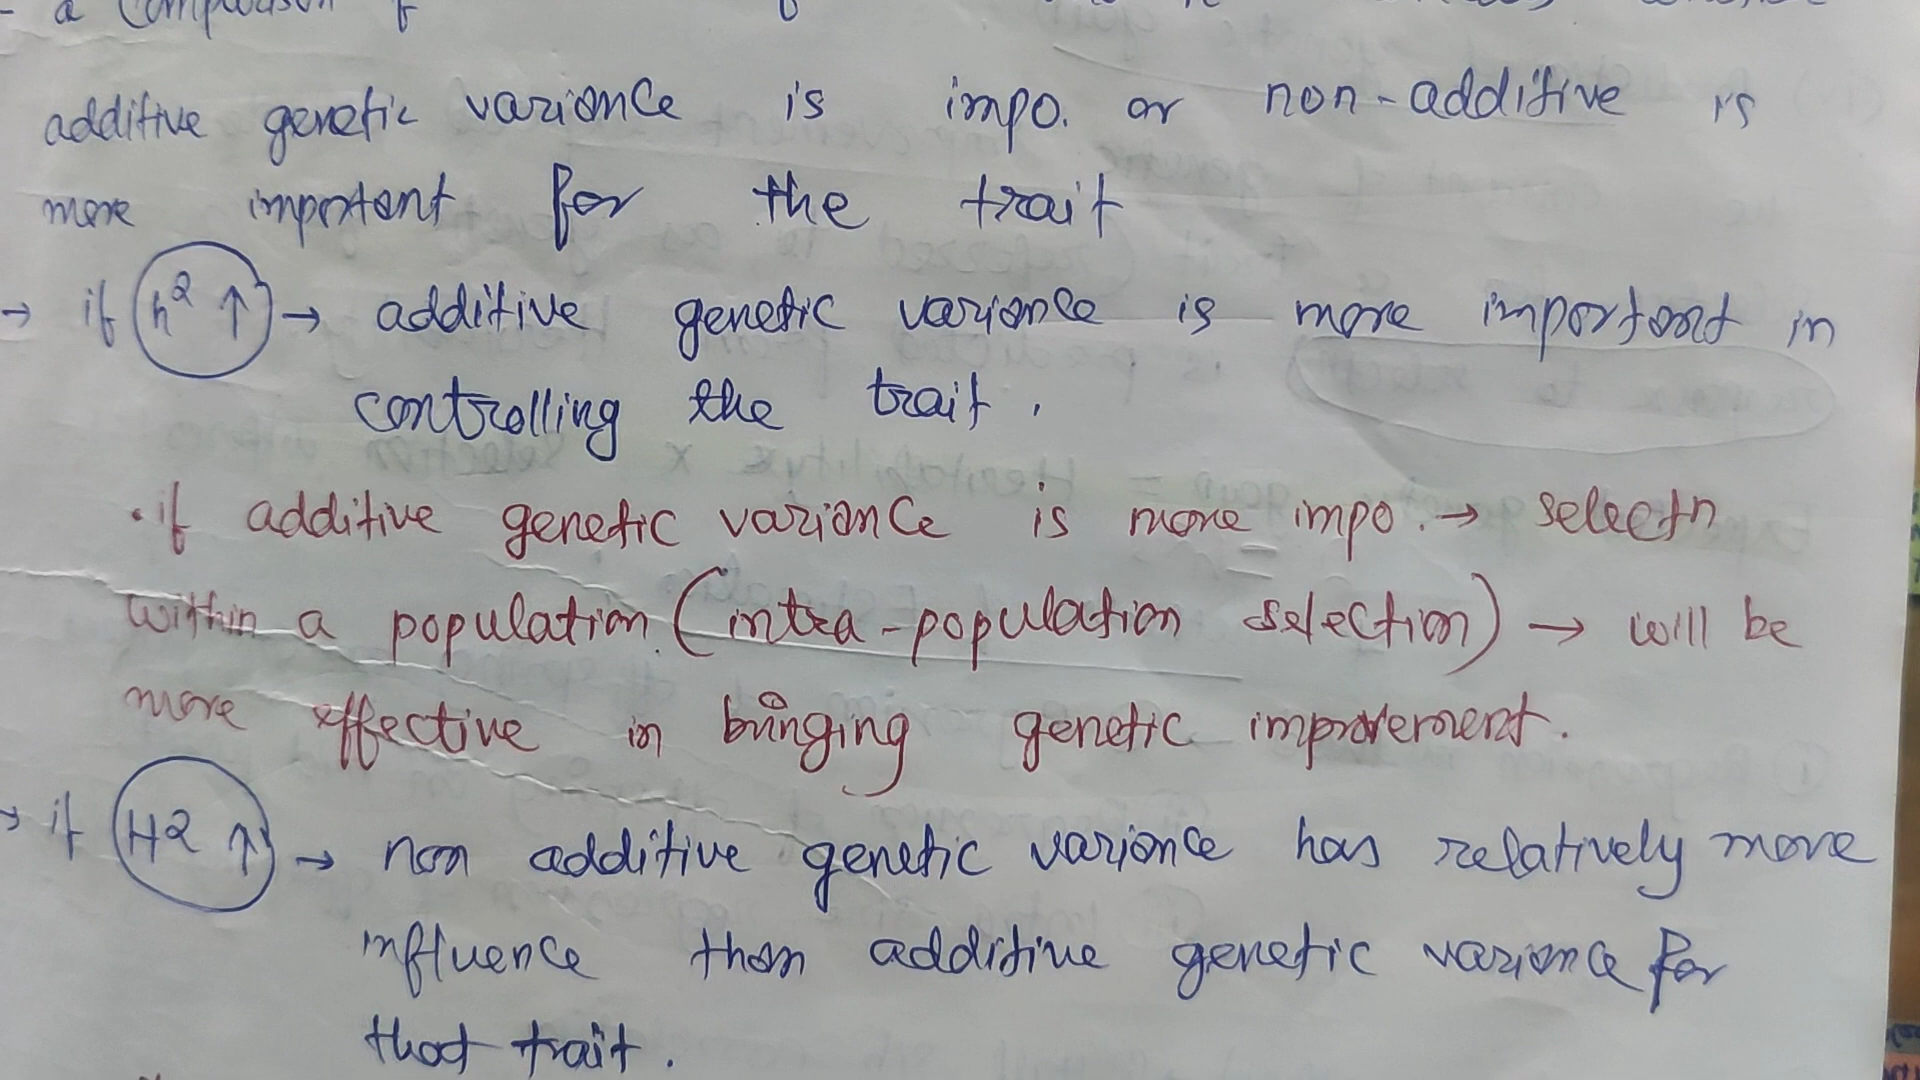 - a comparison of
additive genetic variance is impo. or non-additive is
more important for the trait
→ if h² ↑ → additive genetic variance is more important in
controlling the trait.
• if additive genetic variance is more impo. → selectn
within a population (intra-population selection) → will be
more effective in bringing genetic improvement.
→ if H2 ↑ → non additive genetic variance has relatively more
influence than additive genetic variance for
that trait.